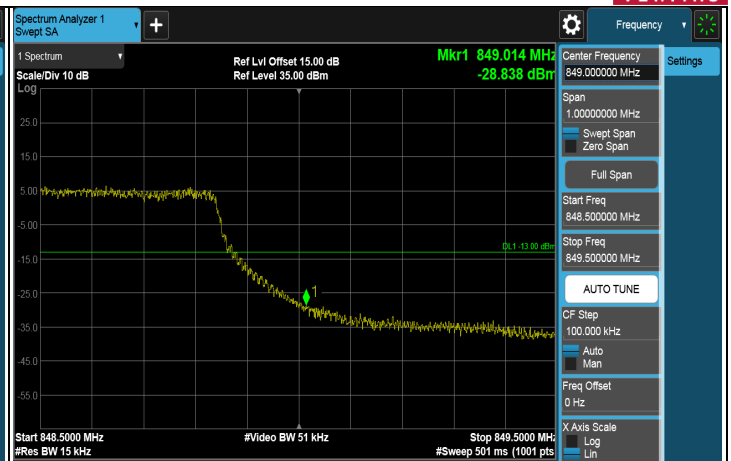 Spectrum Analyzer 1
Swept SA
+
Frequency
1 Spectrum
Scale/Div 10 dB
Log
Ref Lvl Offset 15.00 dB
Ref Level 35.00 dBm
Mkr1 849.014 MHz
-28.838 dBm
25.0
15.0
5.00
-5.00
-15.0
-25.0
-35.0
-45.0
-55.0
DL1 -13.00 dBm
1
Start 848.5000 MHz
#Res BW 15 kHz
#Video BW 51 kHz
Stop 849.5000 MHz
#Sweep 501 ms (1001 pts
Center Frequency
849.000000 MHz
Settings
Span
1.00000000 MHz
Swept Span
Zero Span
Full Span
Start Freq
848.500000 MHz
Stop Freq
849.500000 MHz
AUTO TUNE
CF Step
100.000 kHz
Auto
Man
Freq Offset
0 Hz
X Axis Scale
Log
Lin